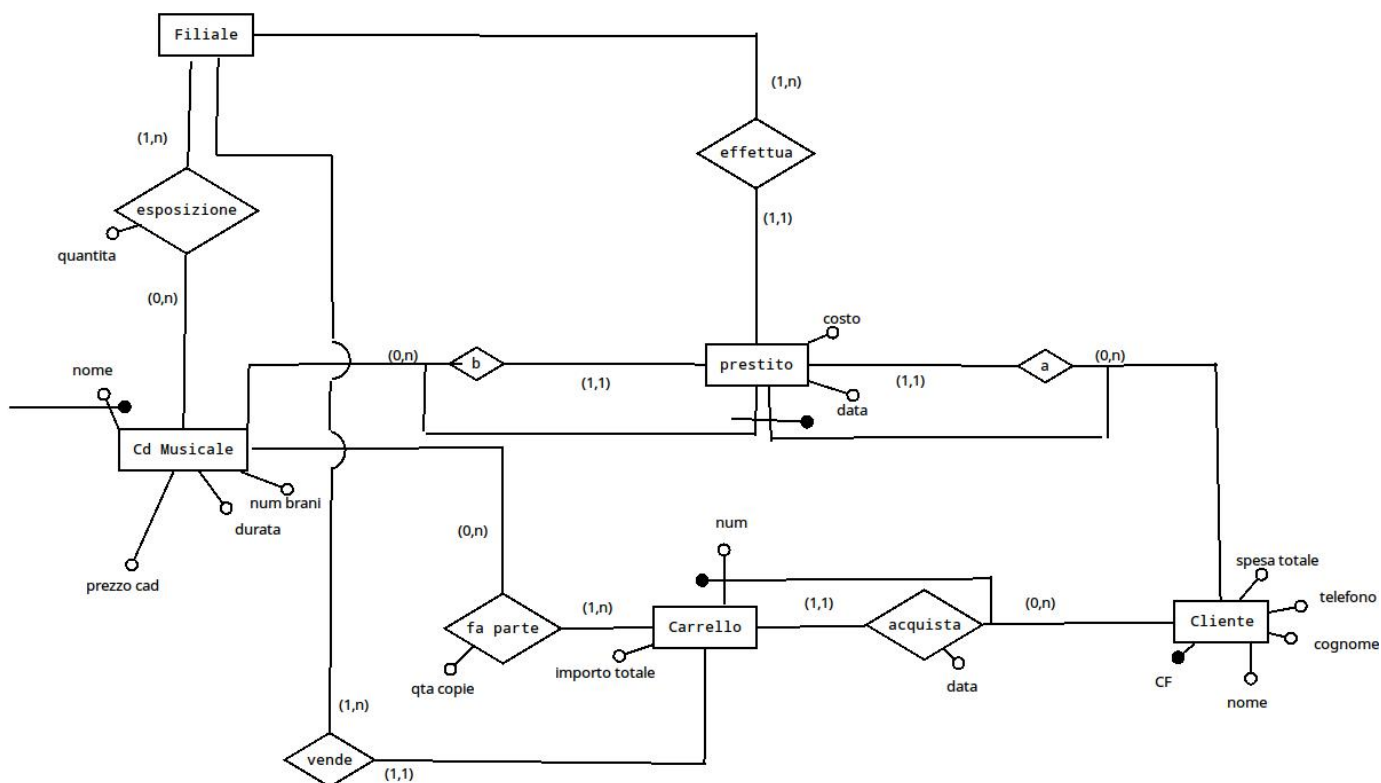 Filiale
(1,n)
(1,n)
effettua
esposizione
(1,1)
quantita
(0,n)
costo
nome
(0,n)
b
(1,1)
prestito
(1,1)
a
(0,n)
data
Cd Musicale
num brani
durata
prezzo cad
(0,n)
num
spesa totale
telefono
fa parte
(1,n)
Carrello
(1,1)
acquista
(0,n)
Cliente
cognome
qta copie
importo totale
data
CF
nome
(1,n)
vende
(1,1)